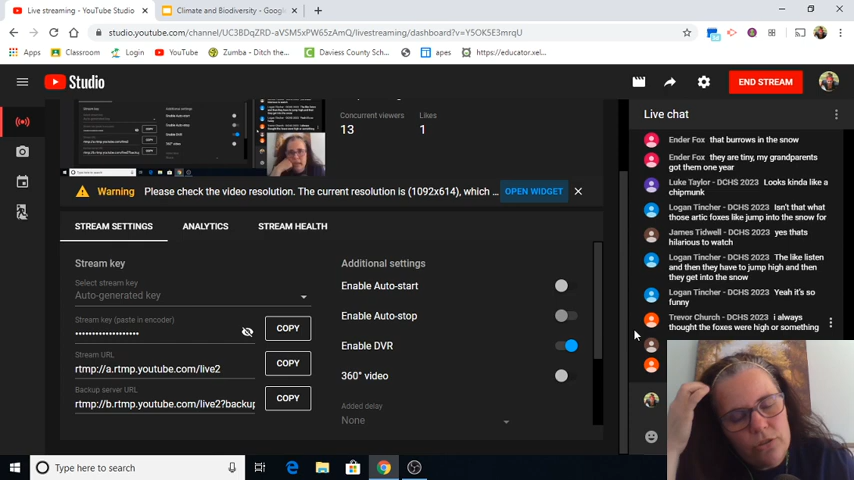 Live streaming - YouTube Studio
Climate and Biodiversity - Google
studio.youtube.com/channel/UC3BDqZRD-aVSM5xPW65zAmQ/livestreaming/dashboard?v=Y5OK5E3mrqU
Apps
Classroom
Login
YouTube
Zumba - Ditch the...
Daviess County Sch...
apes
https://educator.xel...
Studio
END STREAM
Concurrent viewers
Likes
13
1
Warning
Please check the video resolution. The current resolution is (1092x614), which ...
OPEN WIDGET
STREAM SETTINGS
ANALYTICS
STREAM HEALTH
Stream key
Select stream key
Auto-generated key
Stream key (paste in encoder)
••••••••••••••••••
COPY
Stream URL
rtmp://a.rtmp.youtube.com/live2
COPY
Backup server URL
rtmp://b.rtmp.youtube.com/live2?backup
COPY
Additional settings
Enable Auto-start
Enable Auto-stop
Enable DVR
360° video
Added delay
None
Live chat
Ender Fox that burrows in the snow
Ender Fox they are tiny, my grandparents
got them one year
Luke Taylor - DCHS 2023 Looks kinda like a
chipmunk
Logan Tincher - DCHS 2023 Isn't that what
those artic foxes like jump into the snow for
James Tidwell - DCHS 2023 yes thats
hilarious to watch
Logan Tincher - DCHS 2023 The like listen
and then they have to jump high and then
they get into the snow
Logan Tincher - DCHS 2023 Yeah it's so
funny
Trevor Church - DCHS 2023 i always
thought the foxes were high or something
Type here to search